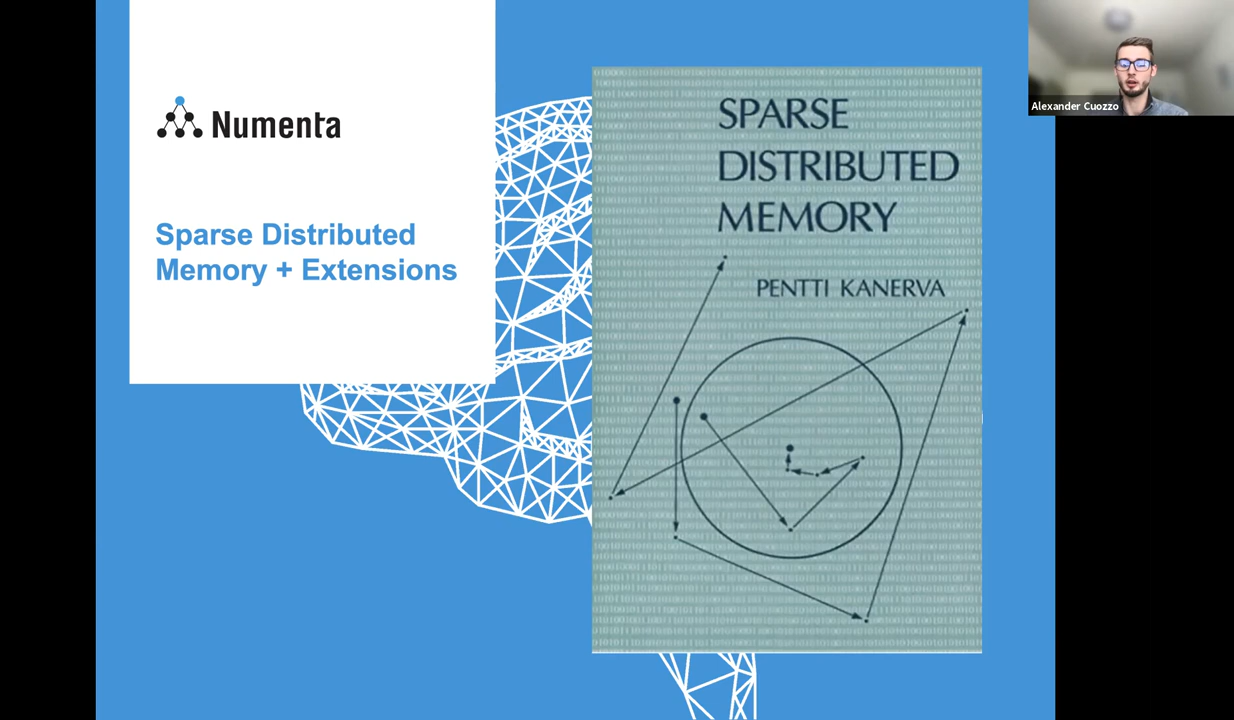 Numenta
Sparse Distributed
Memory + Extensions
SPARSE
DISTRIBUTED
MEMORY
PENTTI KANERVA
Alexander Cuozzo